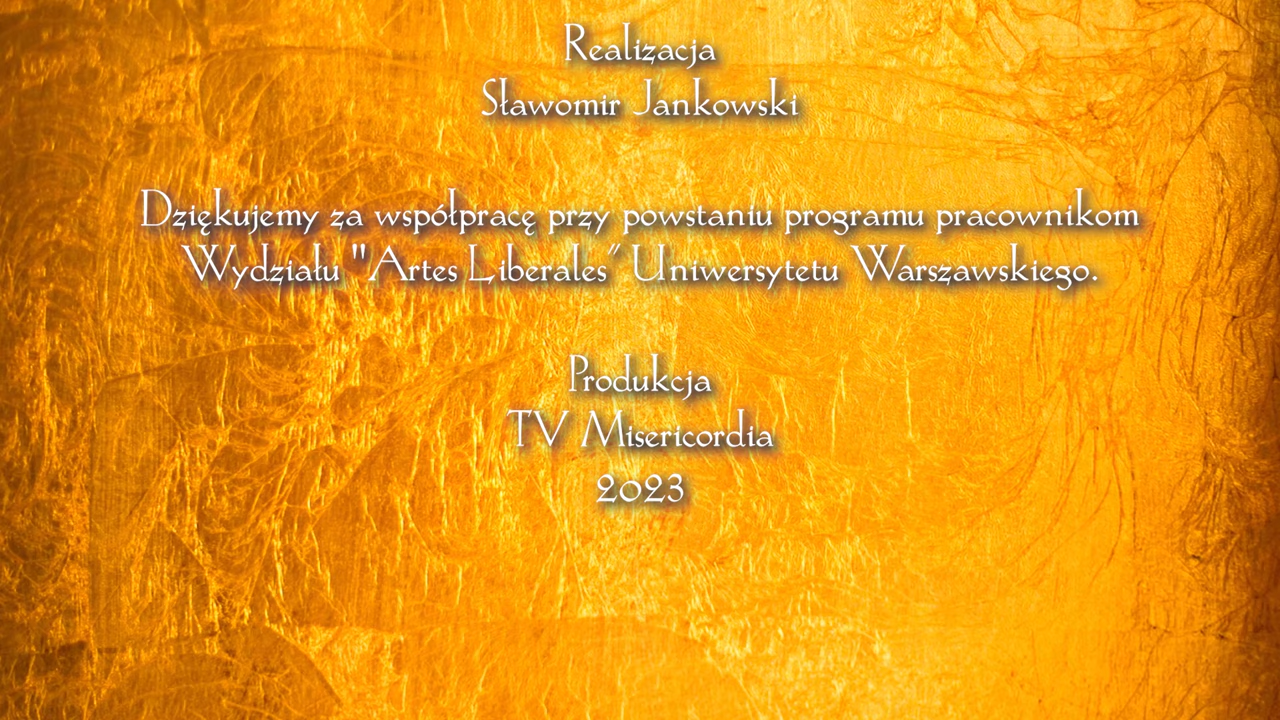 Realizacja
Sławomir Jankowski
Dziękujemy za współpracę przy powstaniu programu pracownikom
Wydziału "Artes Liberales" Uniwersytetu Warszawskiego.
Produkcja
TV Misericordia
2023